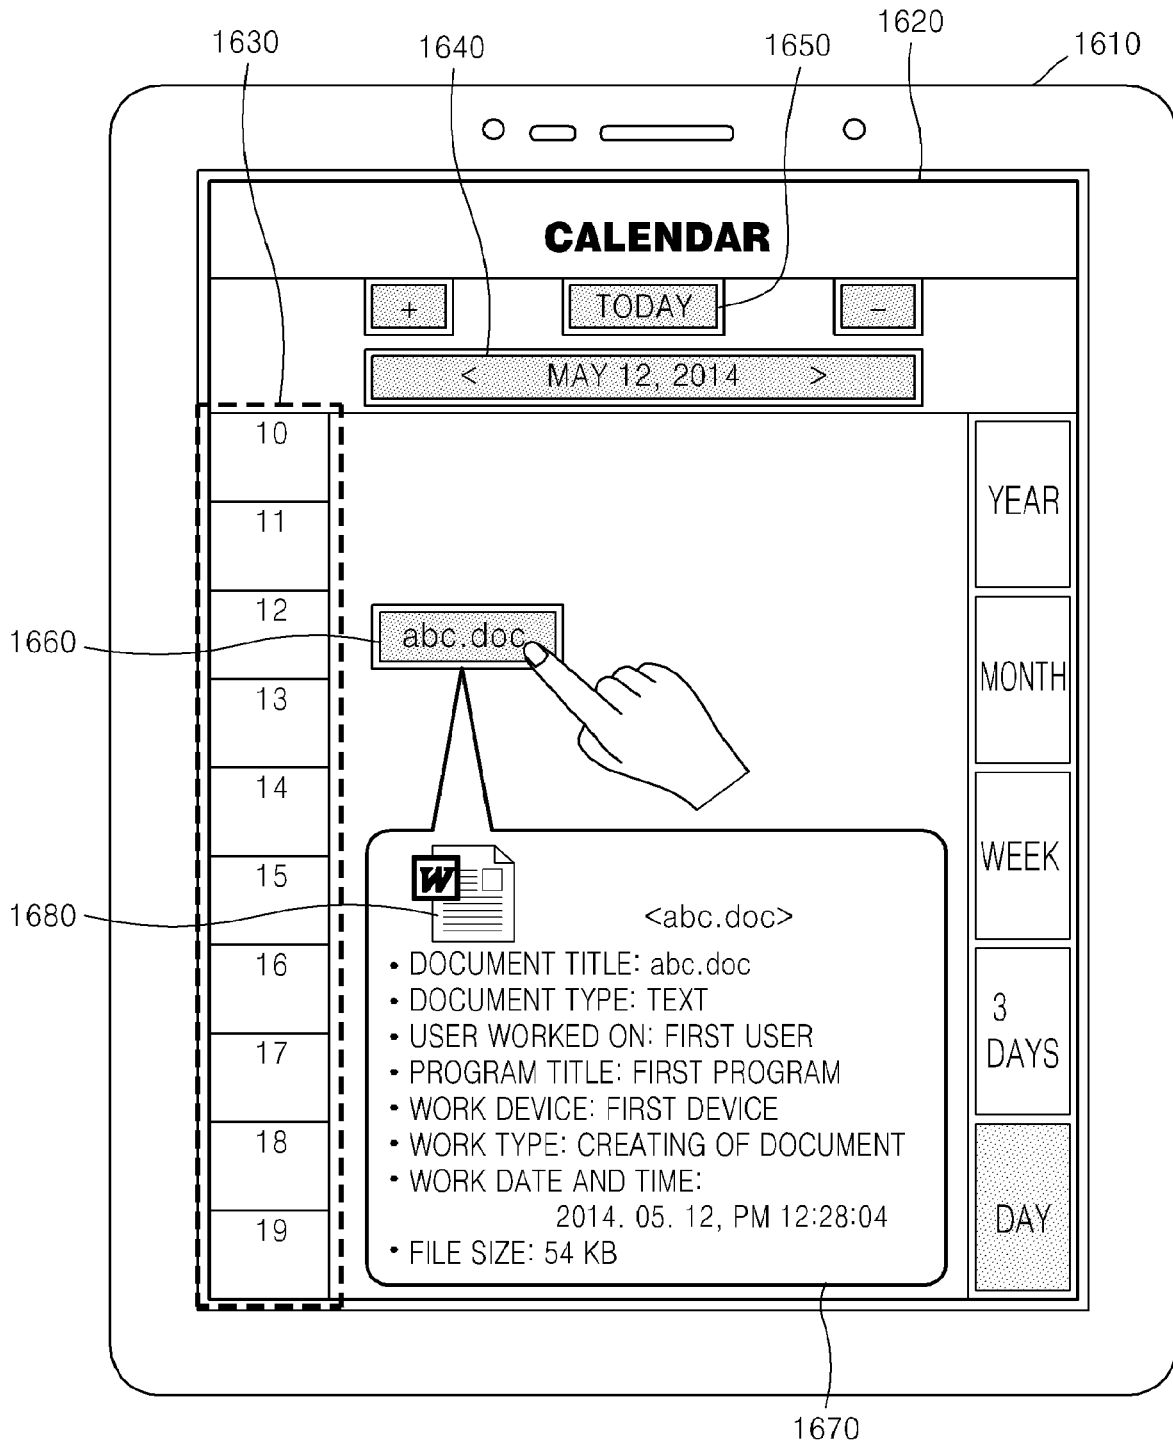 1620
1630
1640
1650
1610
CALENDAR
+ TODAY −
< MAY 12, 2014 >
10
11
12
13
14
15
16
17
18
19
YEAR
MONTH
WEEK
3
DAYS
DAY
1660
abc.doc
1680
W
<abc.doc>
• DOCUMENT TITLE: abc.doc
• DOCUMENT TYPE: TEXT
• USER WORKED ON: FIRST USER
• PROGRAM TITLE: FIRST PROGRAM
• WORK DEVICE: FIRST DEVICE
• WORK TYPE: CREATING OF DOCUMENT
• WORK DATE AND TIME:
2014. 05. 12, PM 12:28:04
• FILE SIZE: 54 KB
1670